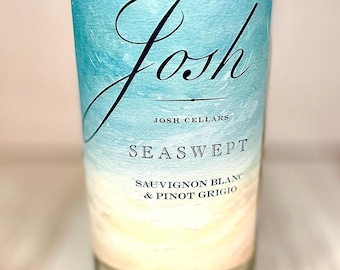 Josh
JOSH CELLARS
SEASWEPT
SAUVIGNON BLANC
& PINOT GRIGIO